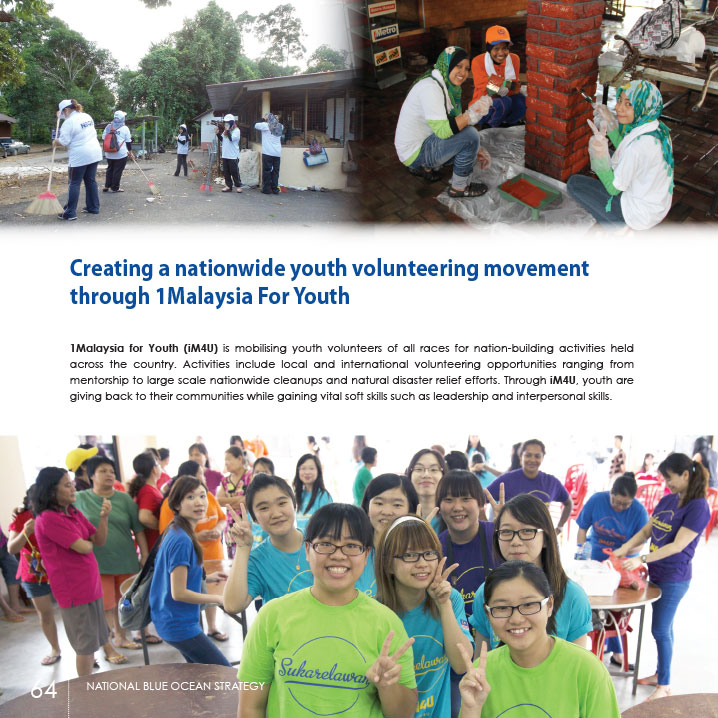 Metro
Creating a nationwide youth volunteering movement
through 1Malaysia For Youth
1Malaysia for Youth (iM4U) is mobilising youth volunteers of all races for nation-building activities held
across the country. Activities include local and international volunteering opportunities ranging from
mentorship to large scale nationwide cleanups and natural disaster relief efforts. Through iM4U, youth are
giving back to their communities while gaining vital soft skills such as leadership and interpersonal skills.
Sukarelawan
Sukarelawan
iM4U
64 NATIONAL BLUE OCEAN STRATEGY